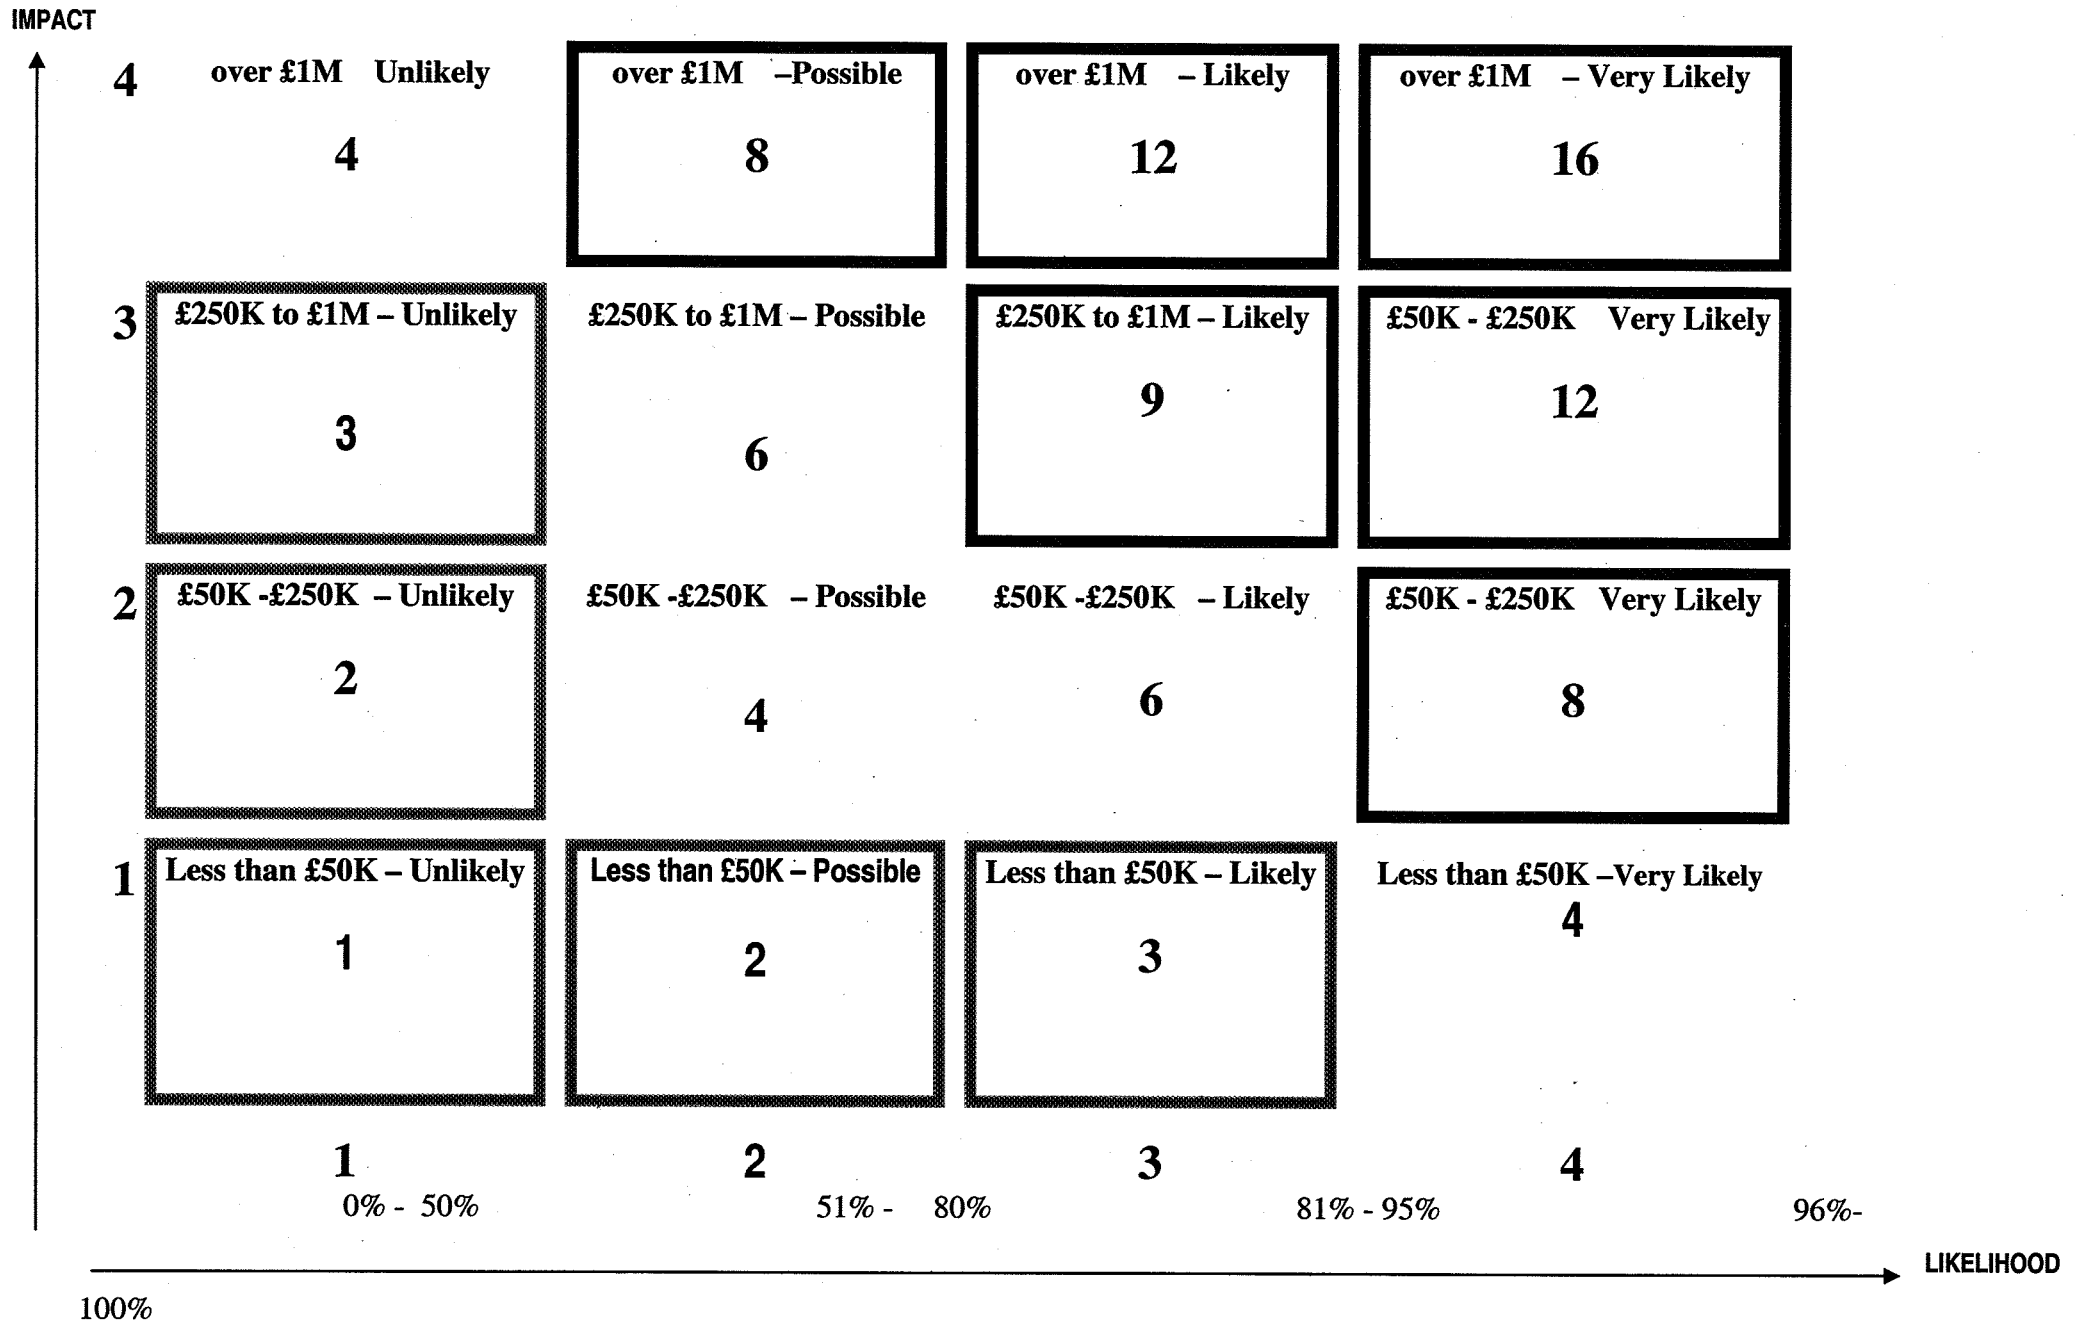 IMPACT
4 over £1M Unlikely over £1M –Possible over £1M – Likely over £1M – Very Likely
4 8 12 16
3 £250K to £1M – Unlikely £250K to £1M – Possible £250K to £1M – Likely £50K - £250K Very Likely
3 6 9 12
2 £50K -£250K – Unlikely £50K -£250K – Possible £50K -£250K – Likely £50K - £250K Very Likely
2 4 6 8
1 Less than £50K – Unlikely Less than £50K – Possible Less than £50K – Likely Less than £50K –Very Likely
1 2 3 4
1 2 3 4
0% - 50% 51% - 80% 81% - 95% 96%-
LIKELIHOOD
100%